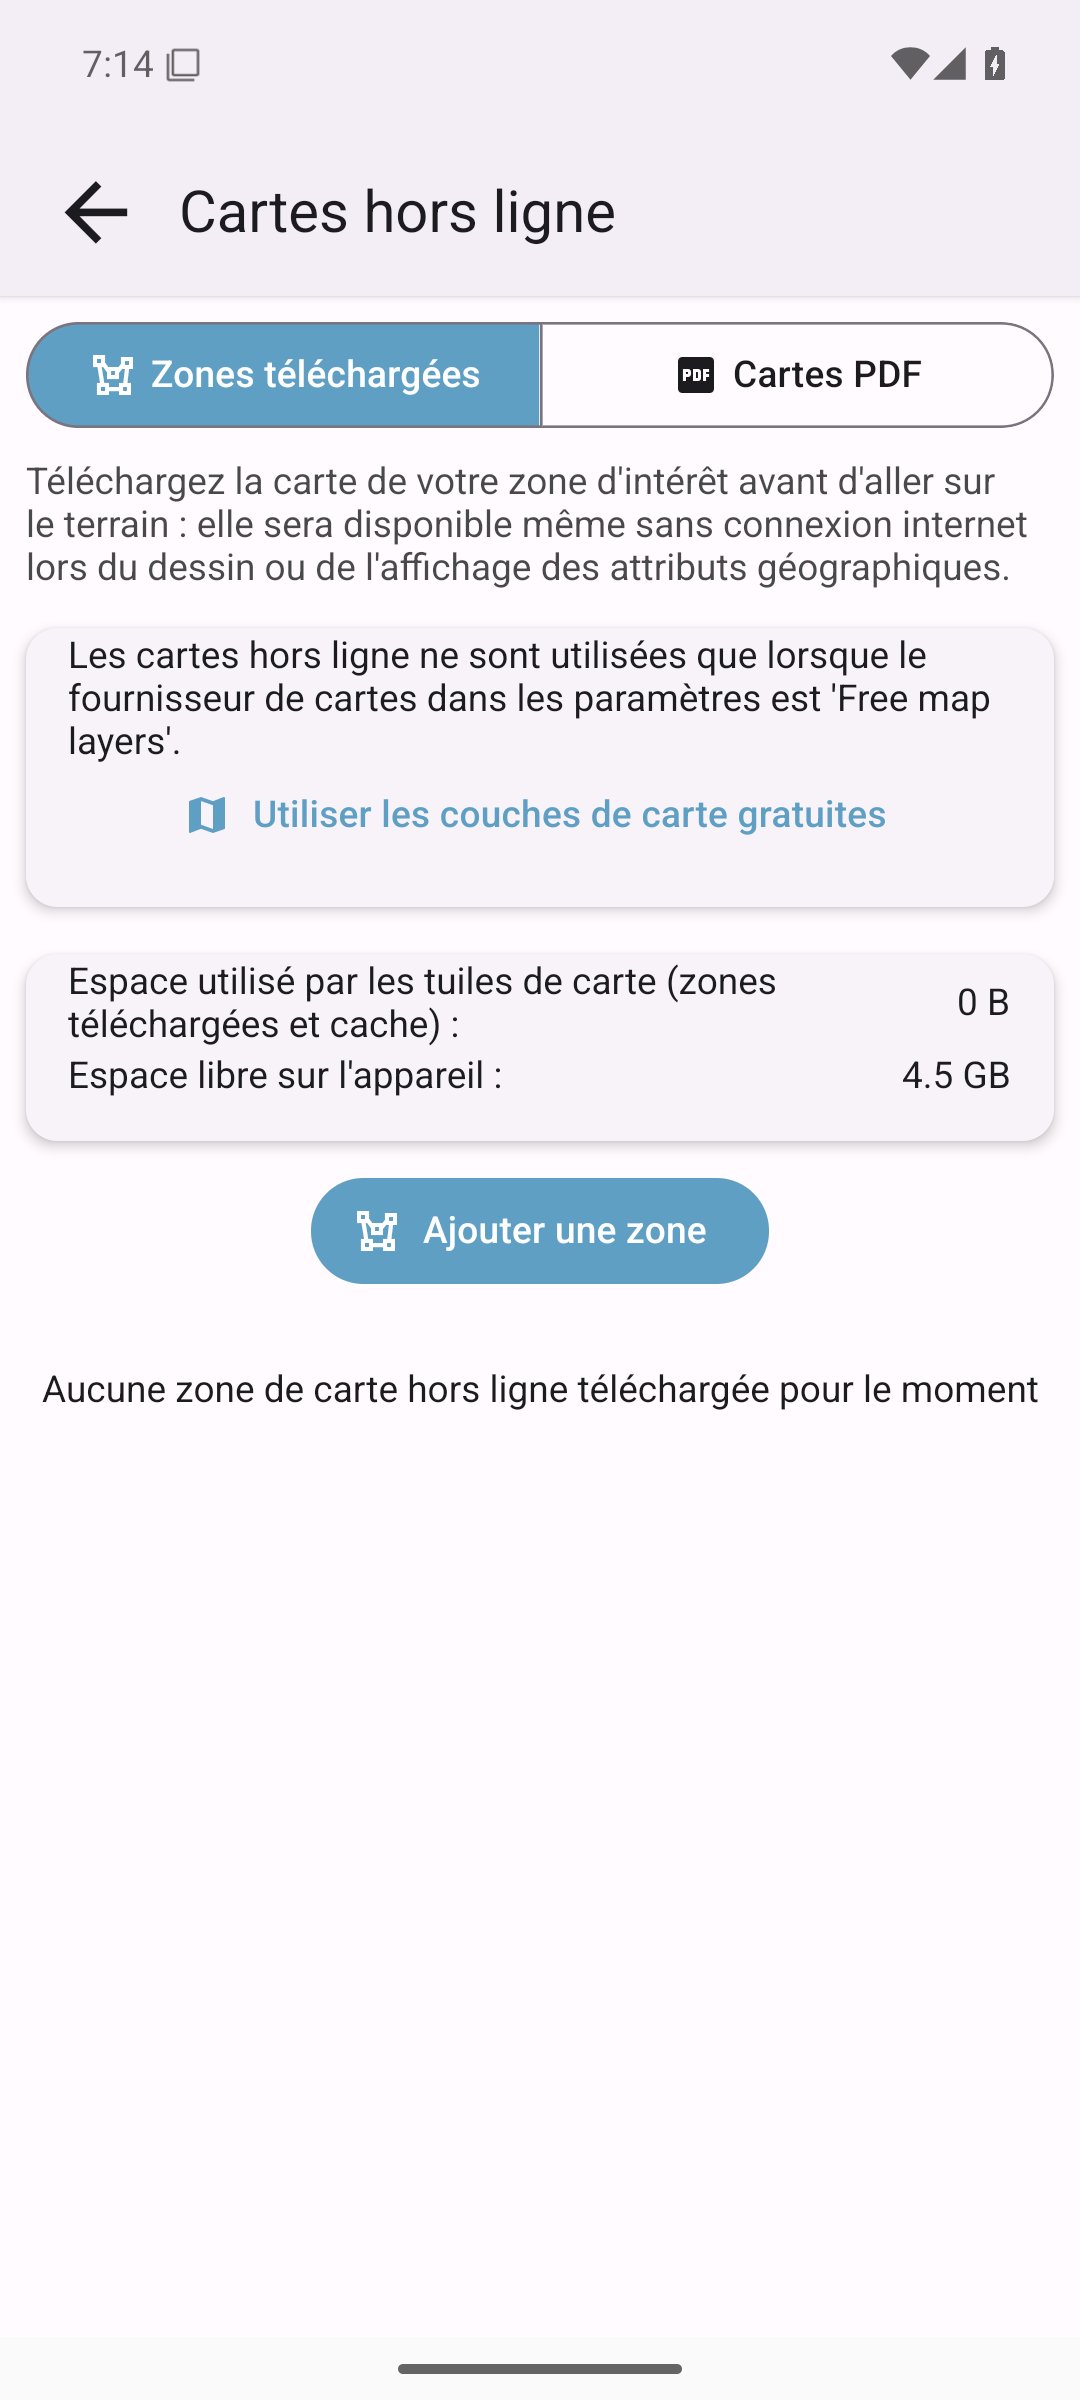 7:14
Cartes hors ligne
Zones téléchargées
PDF Cartes PDF
Téléchargez la carte de votre zone d'intérêt avant d'aller sur
le terrain : elle sera disponible même sans connexion internet
lors du dessin ou de l'affichage des attributs géographiques.
Les cartes hors ligne ne sont utilisées que lorsque le
fournisseur de cartes dans les paramètres est 'Free map
layers'.
Utiliser les couches de carte gratuites
Espace utilisé par les tuiles de carte (zones
téléchargées et cache) :
0 B
Espace libre sur l'appareil :
4.5 GB
Ajouter une zone
Aucune zone de carte hors ligne téléchargée pour le moment